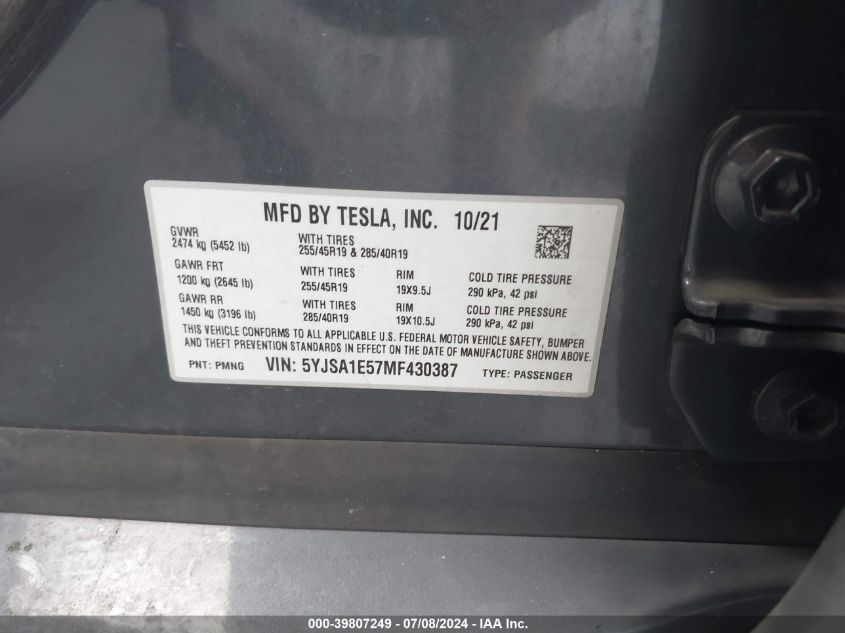 MFD BY TESLA, INC. 10/21
GVWR
2474 kg (5452 lb)
WITH TIRES
255/45R19 & 285/40R19
GAWR FRT
1200 kg (2645 lb)
WITH TIRES
255/45R19
RIM
19X9.5J
COLD TIRE PRESSURE
290 kPa, 42 psi
GAWR RR
1450 kg (3196 lb)
WITH TIRES
285/40R19
RIM
19X10.5J
COLD TIRE PRESSURE
290 kPa, 42 psi
THIS VEHICLE CONFORMS TO ALL APPLICABLE U.S. FEDERAL MOTOR VEHICLE SAFETY, BUMPER
AND THEFT PREVENTION STANDARDS IN EFFECT ON THE DATE OF MANUFACTURE SHOWN ABOVE.
PNT: PMNG VIN: 5YJSA1E57MF430387 TYPE: PASSENGER
000-39807249 - 07/08/2024 - IAA Inc.